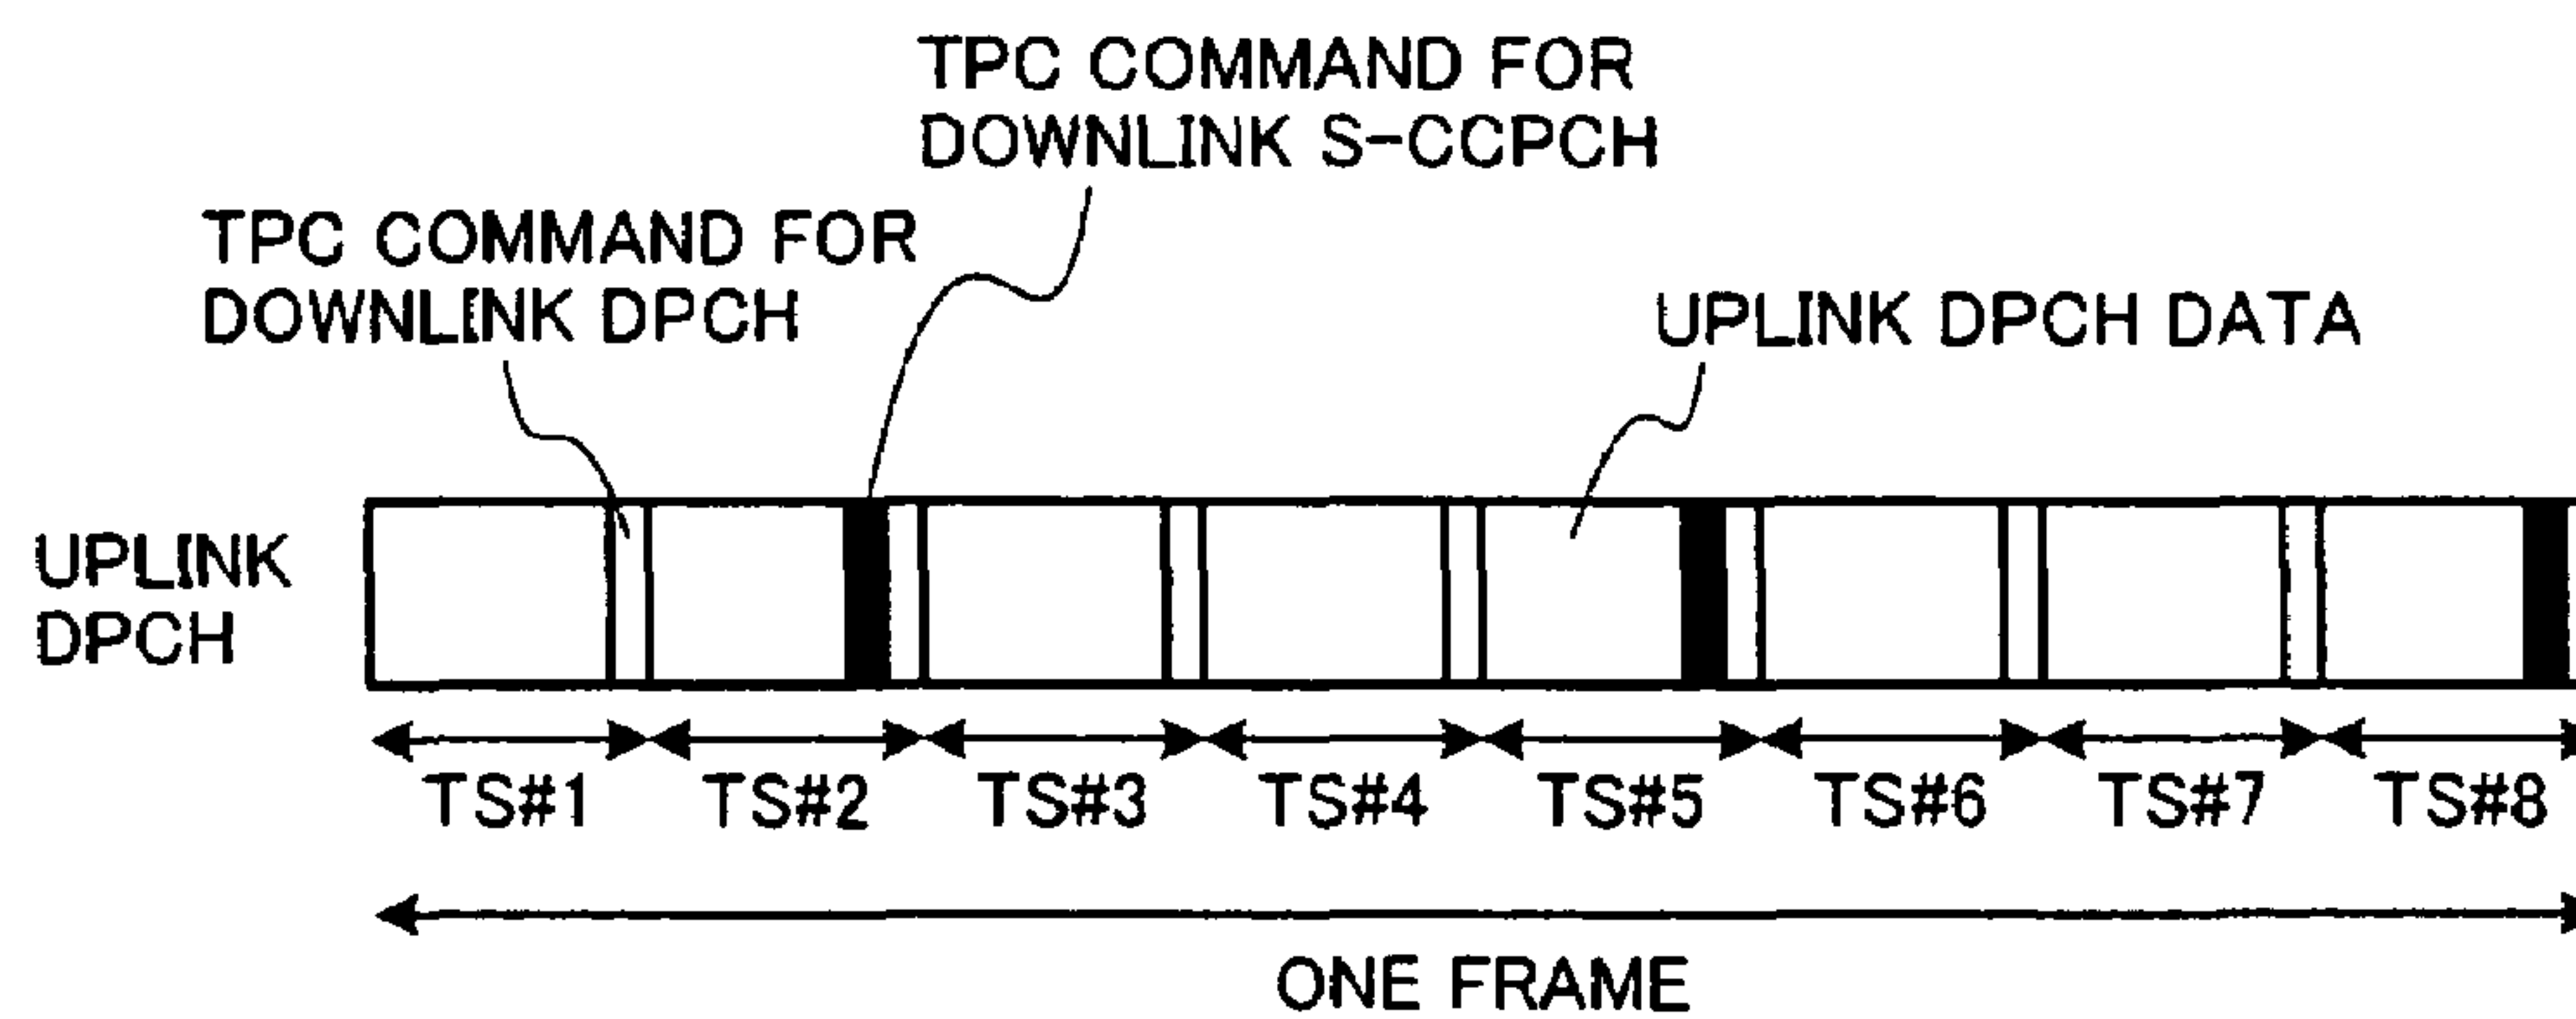 TPC COMMAND FOR
DOWNLINK S-CCPCH
TPC COMMAND FOR
DOWNLINK DPCH
UPLINK DPCH DATA
UPLINK
DPCH
TS#1 TS#2 TS#3 TS#4 TS#5 TS#6 TS#7 TS#8
ONE FRAME